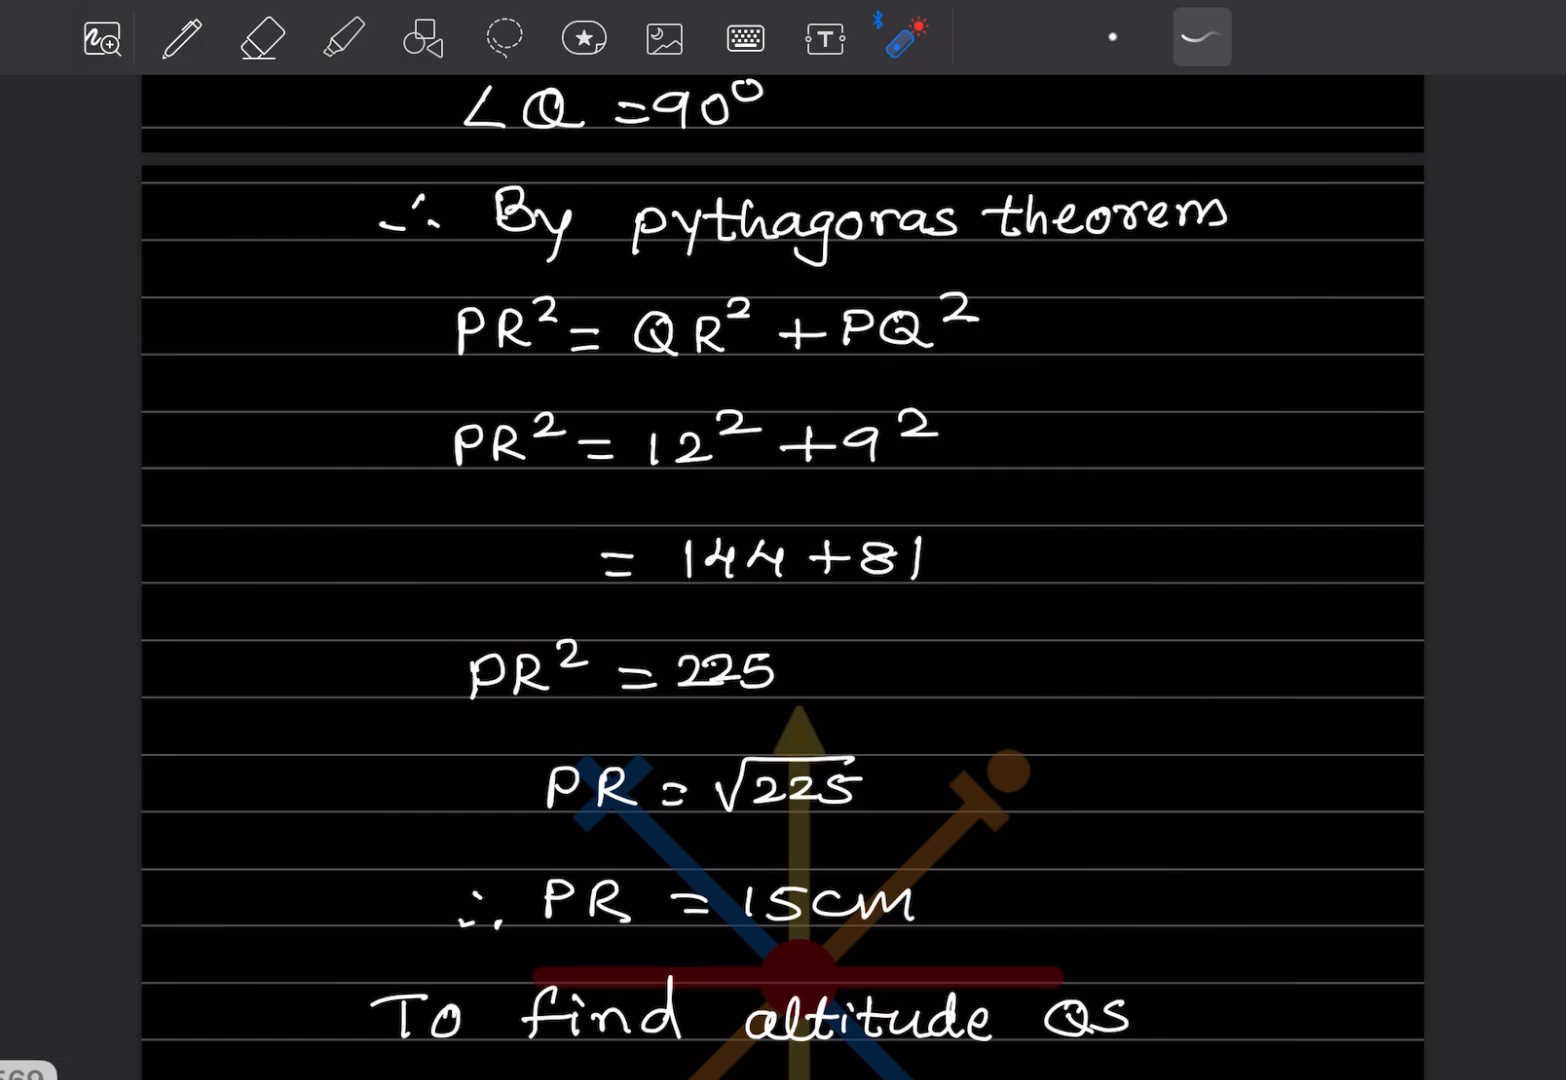 ∠Q = 90°
∴ By pythagoras theorem
PR² = QR² + PQ²
PR² = 12² + 9²
= 144 + 81
PR² = 225
PR = √225
∴ PR = 15cm
To find altitude QS